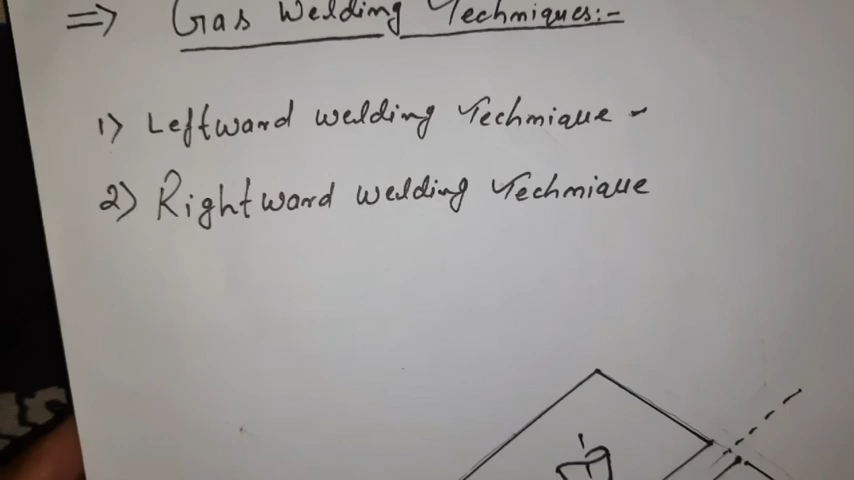 ⇒ Gas Welding Techniques:-
1) Leftward welding Technique -
2) Rightward welding Technique